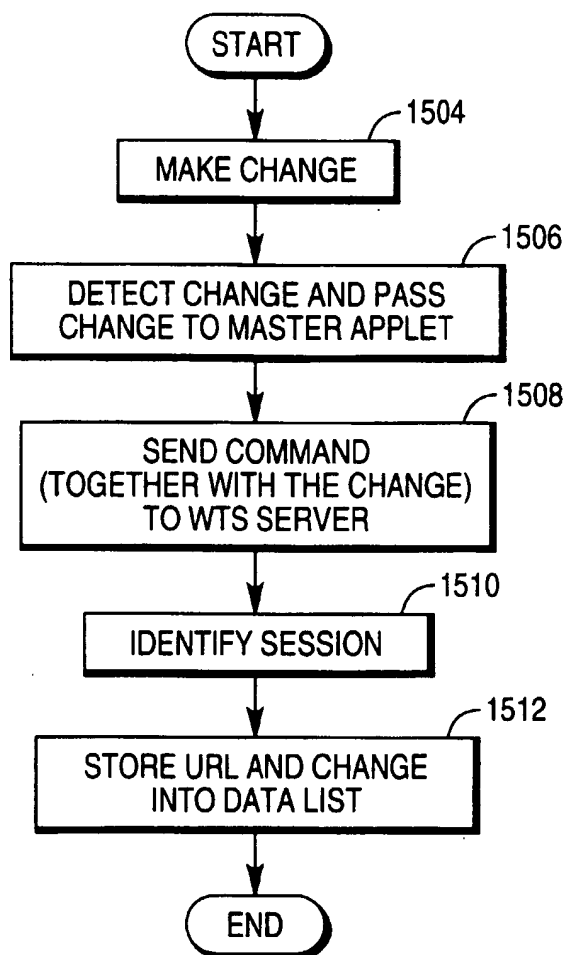 START
1504
MAKE CHANGE
1506
DETECT CHANGE AND PASS
CHANGE TO MASTER APPLET
1508
SEND COMMAND
(TOGETHER WITH THE CHANGE)
TO WTS SERVER
1510
IDENTIFY SESSION
1512
STORE URL AND CHANGE
INTO DATA LIST
END